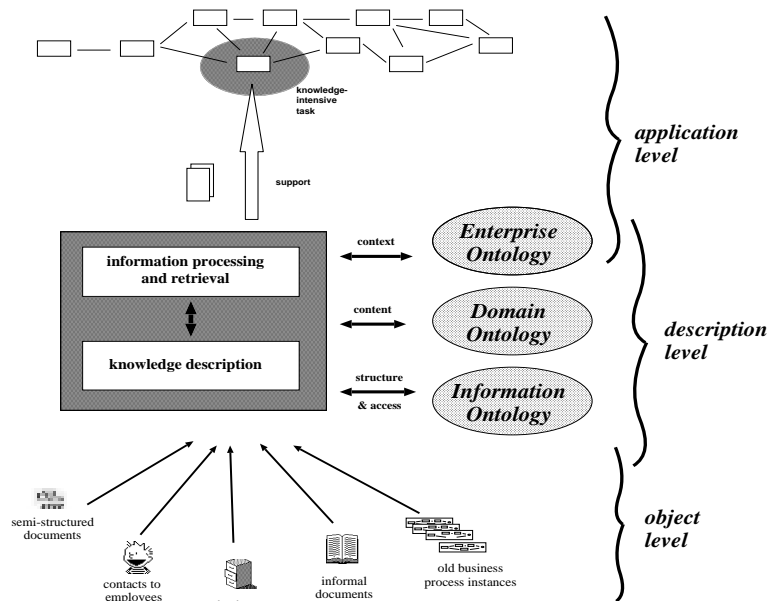 knowledge-
intensive
task
application
level
support
context
Enterprise
Ontology
information processing
and retrieval
content
Domain
Ontology
description
level
knowledge description
structure
& access
Information
Ontology
semi-structured
documents
contacts to
employees
informal
documents
old business
process instances
object
level